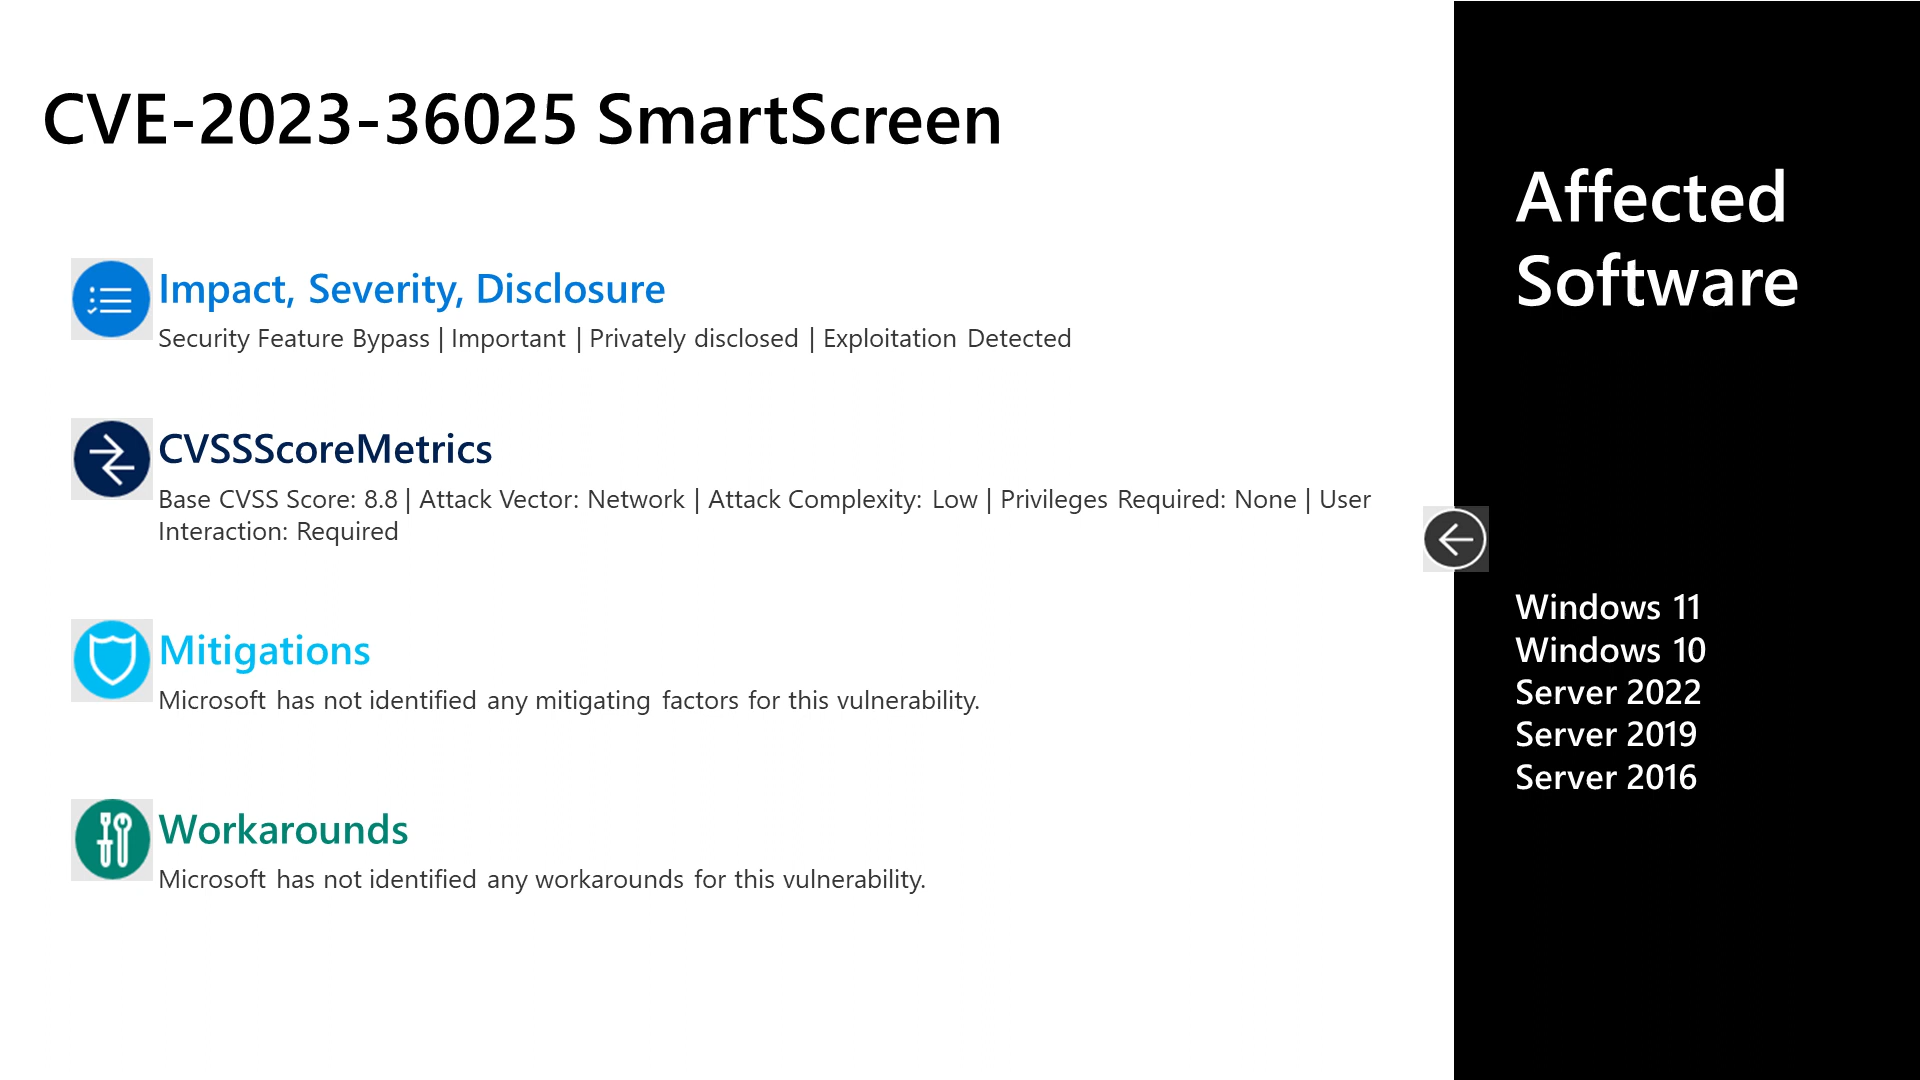 CVE-2023-36025 SmartScreen
Impact, Severity, Disclosure
Security Feature Bypass | Important | Privately disclosed | Exploitation Detected
CVSSScoreMetrics
Base CVSS Score: 8.8 | Attack Vector: Network | Attack Complexity: Low | Privileges Required: None | User
Interaction: Required
Mitigations
Microsoft has not identified any mitigating factors for this vulnerability.
Workarounds
Microsoft has not identified any workarounds for this vulnerability.
Affected
Software
Windows 11
Windows 10
Server 2022
Server 2019
Server 2016